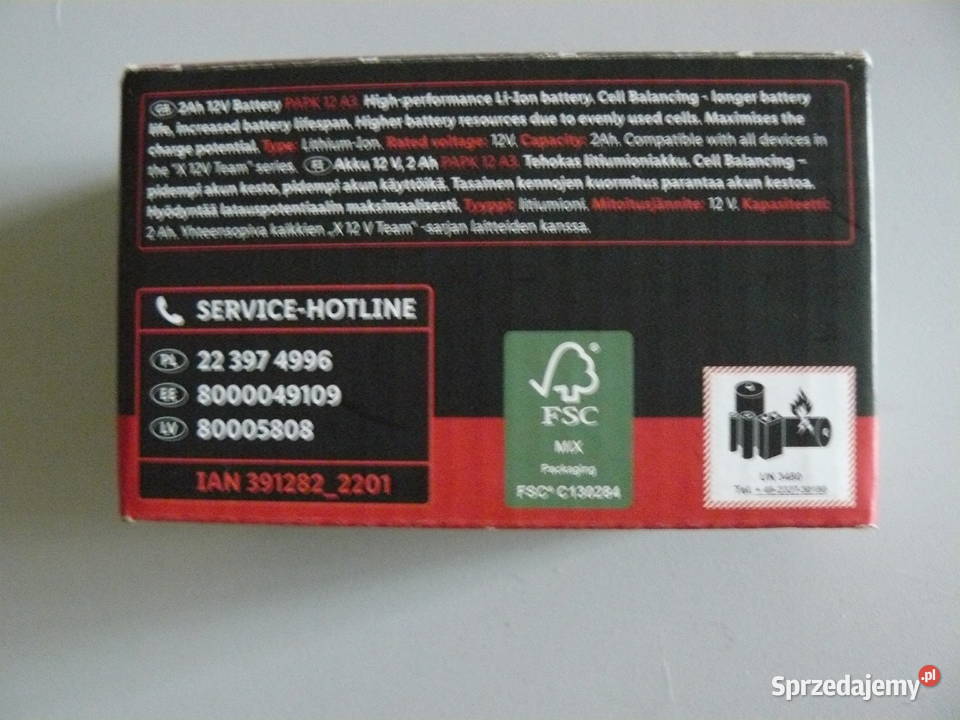 GB 2Ah 12V Battery PAPK 12 A3. High-performance Li-Ion battery. Cell Balancing – longer battery
life, increased battery lifespan. Higher battery resources due to evenly used cells. Maximises the
charge potential. Type: Lithium-Ion. Rated voltage: 12V. Capacity: 2Ah. Compatible with all devices in
the "X 12V Team" series. FI Akku 12 V, 2 Ah PAPK 12 A3. Tehokas litiumioniakku. Cell Balancing –
pidempi akun kesto, pidempi akun käyttöikä. Tasainen kennojen kuormitus parantaa akun kestoa.
Hyödyntää latauspotentiaalin maksimaalisesti. Tyyppi: litiumioni. Mitoitusjännite: 12 V. Kapasiteetti:
2 Ah. Yhteensopiva kaikkien „X 12 V Team" -sarjan laitteiden kanssa.
SERVICE-HOTLINE
PL 22 397 4996
EE 8000049109
LV 80005808
IAN 391282_2201
FSC
MIX
Packaging
FSC® C130284
UN 3480
Tel.
Sprzedajemy.pl